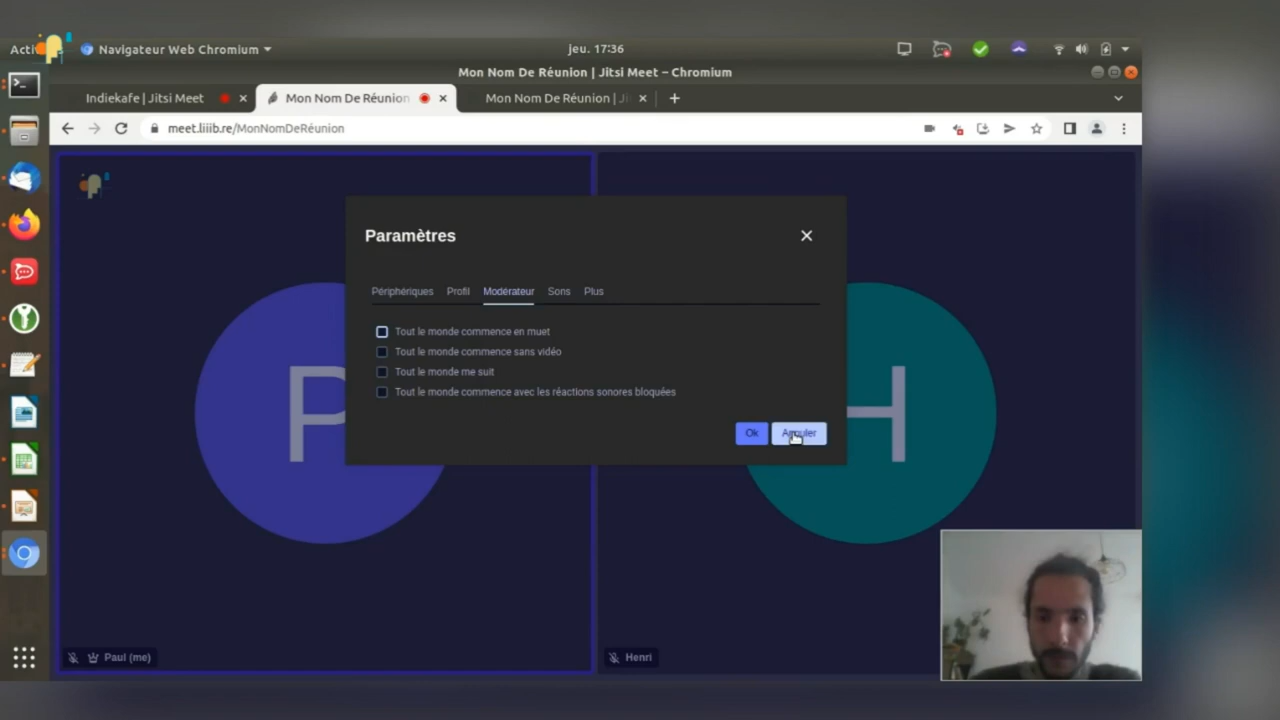 Acti
Navigateur Web Chromium
jeu. 17:36
Mon Nom De Réunion | Jitsi Meet – Chromium
Indiekafe | Jitsi Meet
Mon Nom De Réunion
Mon Nom De Réunion | Ji
meet.liiib.re/MonNomDeRéunion
Paramètres
Périphériques Profil Modérateur Sons Plus
Tout le monde commence en muet
Tout le monde commence sans vidéo
Tout le monde me suit
Tout le monde commence avec les réactions sonores bloquées
Ok Annuler
P
H
Paul (me)
Henri